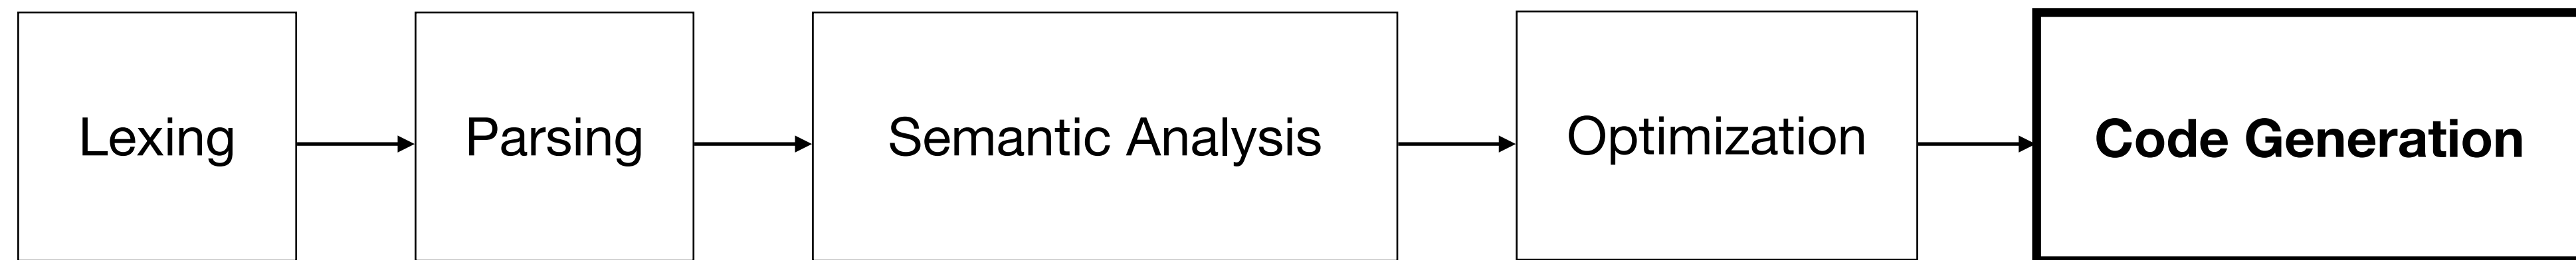 Lexing
Parsing
Semantic Analysis
Optimization
Code Generation